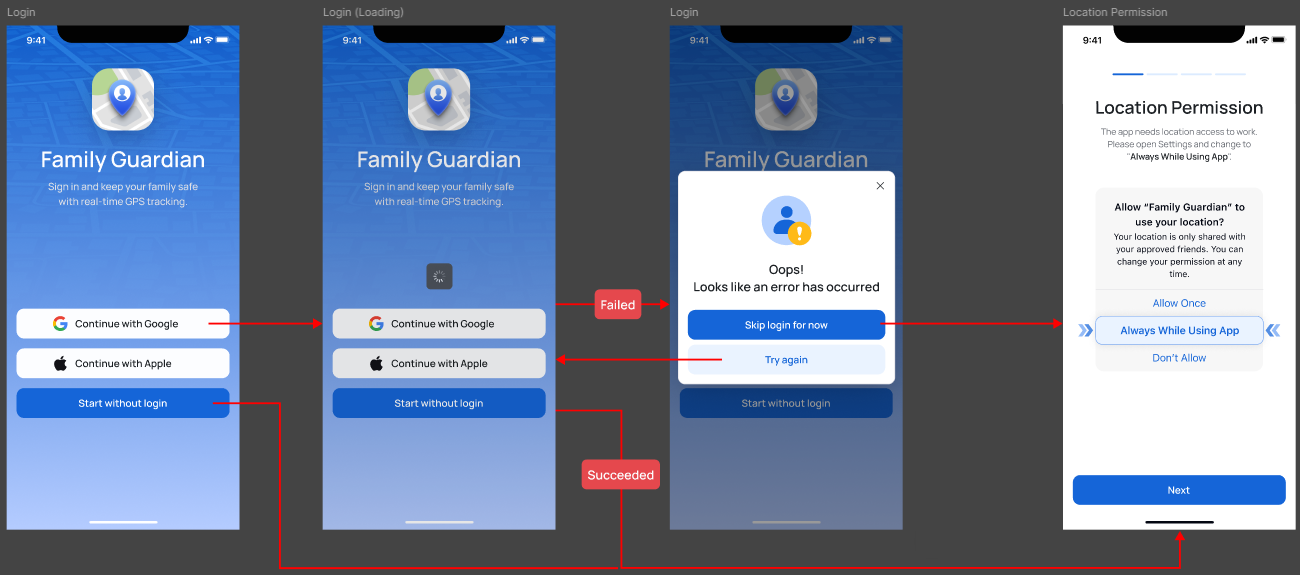 Login
9:41
Family Guardian
Sign in and keep your family safe
with real-time GPS tracking.
Continue with Google
Continue with Apple
Start without login
Login (Loading)
9:41
Family Guardian
Sign in and keep your family safe
with real-time GPS tracking.
Continue with Google
Continue with Apple
Start without login
Failed
Succeeded
Login
9:41
Family Guardian
Oops!
Looks like an error has occurred
Skip login for now
Try again
Start without login
Location Permission
9:41
Location Permission
The app needs location access to work.
Please open Settings and change to
"Always While Using App".
Allow “Family Guardian” to
use your location?
Your location is only shared with
your approved friends. You can
change your permission at any
time.
Allow Once
Always While Using App
Don't Allow
Next